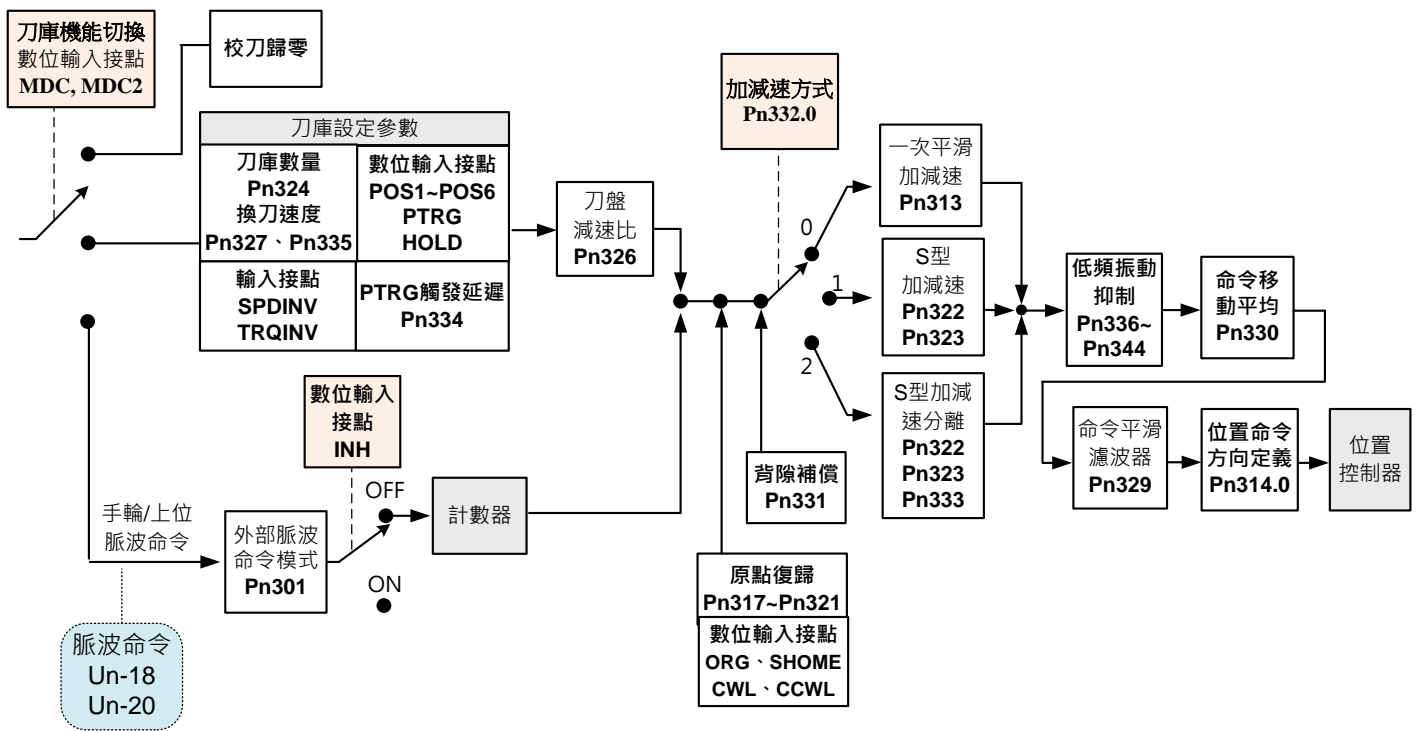 刀庫機能切換
數位輸入接點
MDC, MDC2
校刀歸零
刀庫設定參數
刀庫數量
Pn324
換刀速度
Pn327、Pn335
數位輸入接點
POS1~POS6
PTRG
HOLD
輸入接點
SPDINV
TRQINV
PTRG觸發延遲
Pn334
刀盤
減速比
Pn326
加減速方式
Pn332.0
0
1
2
一次平滑
加減速
Pn313
S型
加減速
Pn322
Pn323
S型加減
速分離
Pn322
Pn323
Pn333
低頻振動
抑制
Pn336~
Pn344
命令移
動平均
Pn330
命令平滑
濾波器
Pn329
位置命令
方向定義
Pn314.0
位置
控制器
數位輸入
接點
INH
OFF
ON
計數器
手輪/上位
脈波命令
外部脈波
命令模式
Pn301
脈波命令
Un-18
Un-20
背隙補償
Pn331
原點復歸
Pn317~Pn321
數位輸入接點
ORG、SHOME
CWL、CCWL